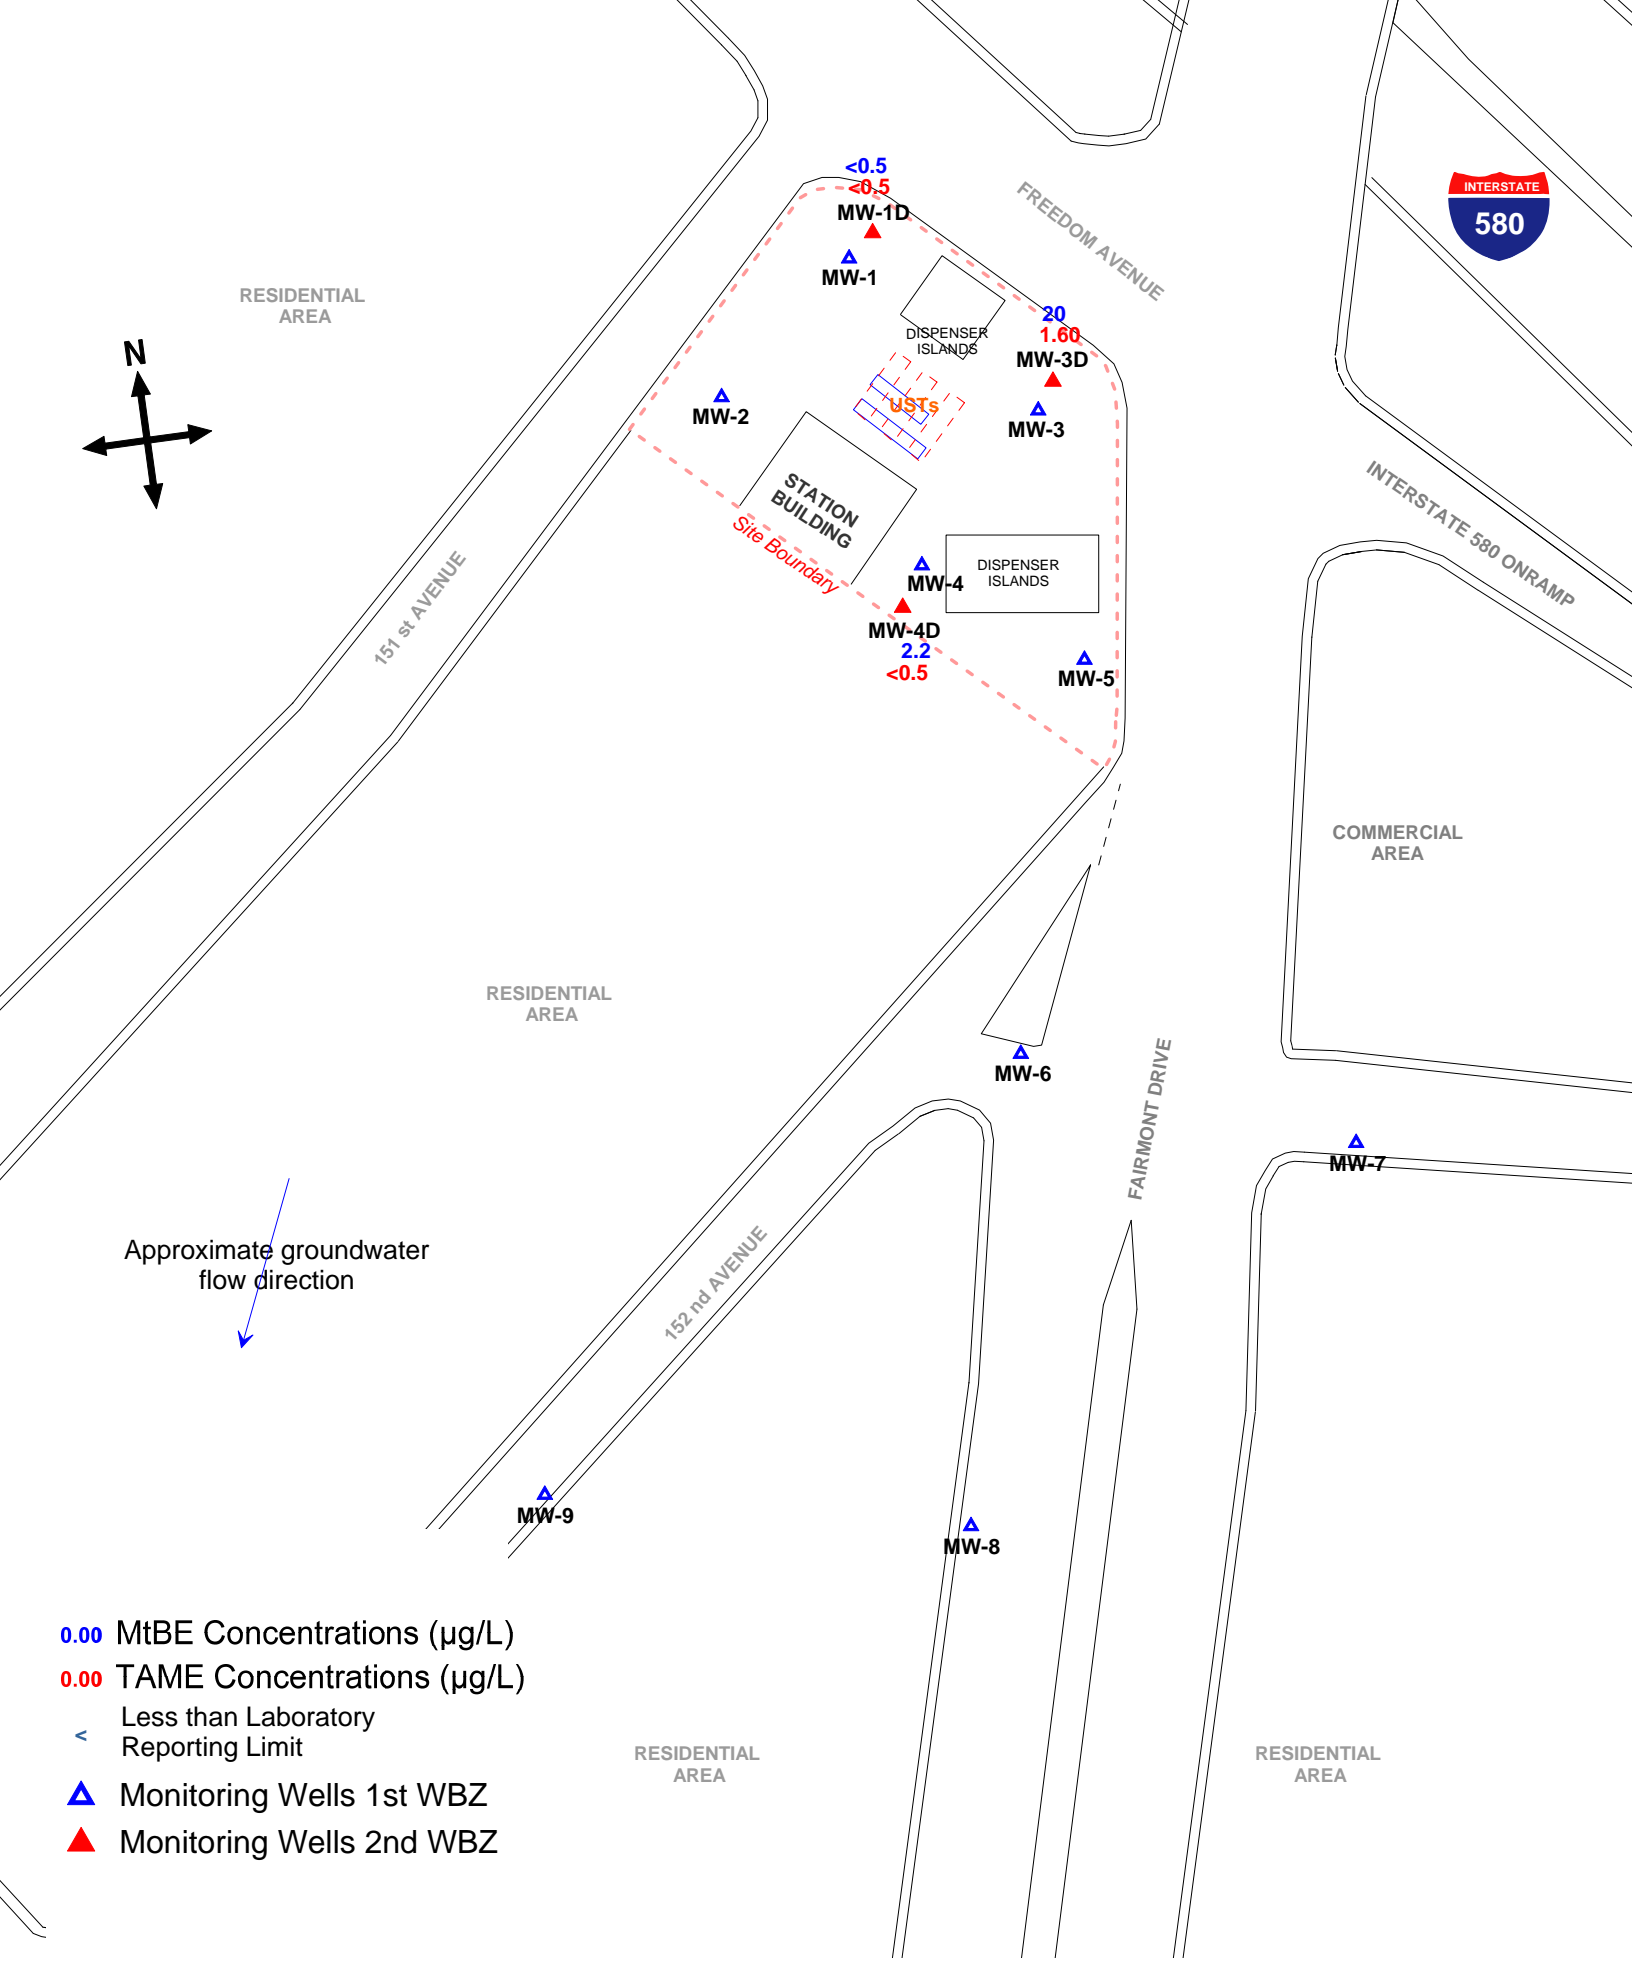 <0.5
<0.5
MW-1D
MW-1
FREEDOM AVENUE
INTERSTATE
580
RESIDENTIAL
AREA
N
20
1.60
MW-3D
MW-3
DISPENSER
ISLANDS
USTs
MW-2
STATION
BUILDING
Site Boundary
INTERSTATE 580 ONRAMP
MW-4
DISPENSER
ISLANDS
MW-4D
2.2
<0.5
MW-5
151 st AVENUE
COMMERCIAL
AREA
RESIDENTIAL
AREA
MW-6
FAIRMONT DRIVE
MW-7
Approximate groundwater
flow direction
152 nd AVENUE
MW-9
MW-8
0.00 MtBE Concentrations (µg/L)
0.00 TAME Concentrations (µg/L)
< Less than Laboratory
Reporting Limit
Monitoring Wells 1st WBZ
Monitoring Wells 2nd WBZ
RESIDENTIAL
AREA
RESIDENTIAL
AREA